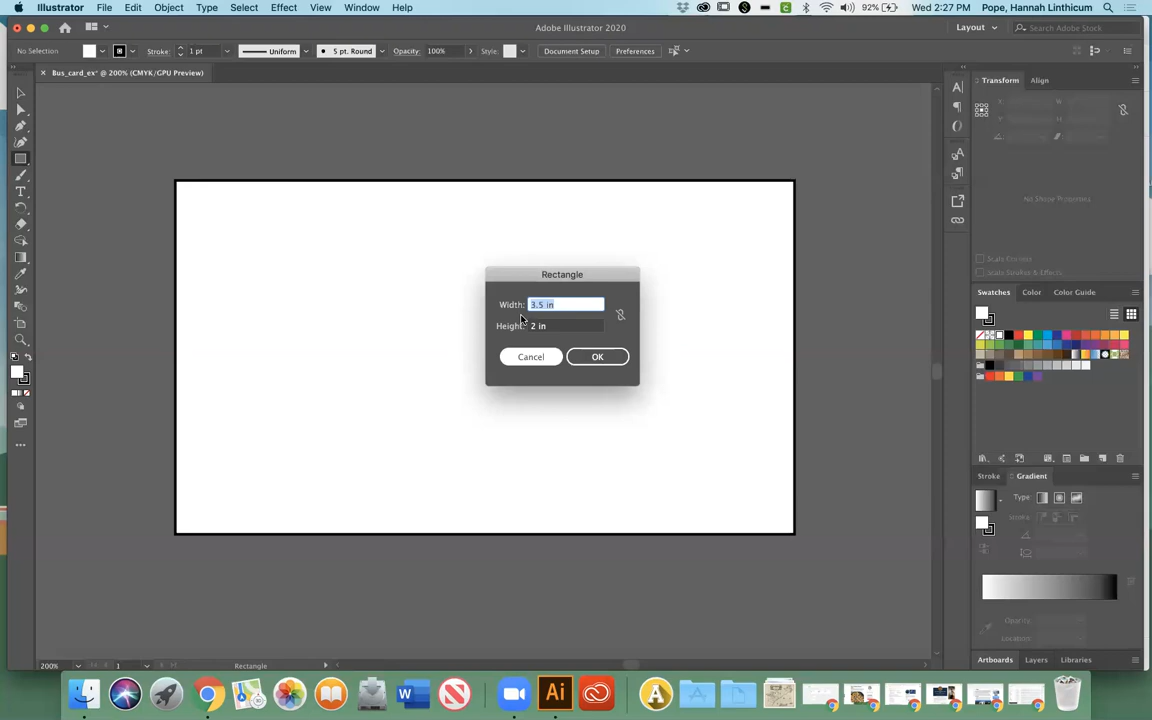 Illustrator File Edit Object Type Select Effect View Window Help 92% Wed 2:27 PM Pope, Hannah Linthicum
Adobe Illustrator 2020 Layout Search Adobe Stock
No Selection Stroke: 1 pt Uniform 5 pt. Round Opacity: 100% Style: Document Setup Preferences
× Bus_card_ex* @ 200% (CMYK/GPU Preview)
Transform Align
X: W:
Y: H:
No Shape Properties
Scale Corners
Scale Strokes & Effects
Rectangle
Width: 3.5 in
Height: 2 in
Cancel OK
Swatches Color Color Guide
Stroke Gradient
Type:
Stroke:
Opacity:
Location:
200% 1 Rectangle
Artboards Layers Libraries
Ai